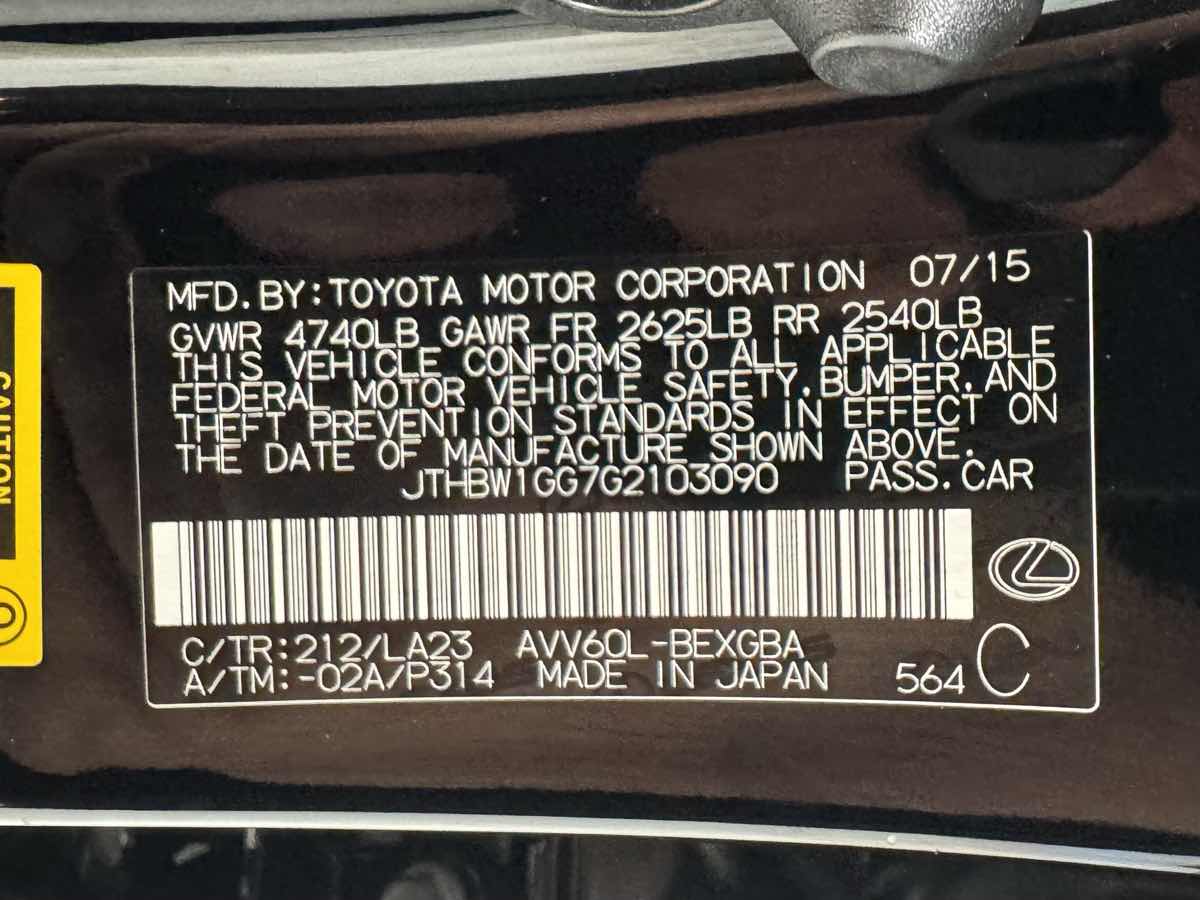 MFD.BY:TOYOTA MOTOR CORPORATION 07/15
GVWR 4740LB GAWR FR 2625LB RR 2540LB
THIS VEHICLE CONFORMS TO ALL APPLICABLE
FEDERAL MOTOR VEHICLE SAFETY,BUMPER,AND
THEFT PREVENTION STANDARDS IN EFFECT ON
THE DATE OF MANUFACTURE SHOWN ABOVE.
JTHBW1GG7G2103090 PASS.CAR
C/TR:212/LA23 AVV60L-BEXGBA
A/TM:-02A/P314 MADE IN JAPAN 564 C
CAUTION